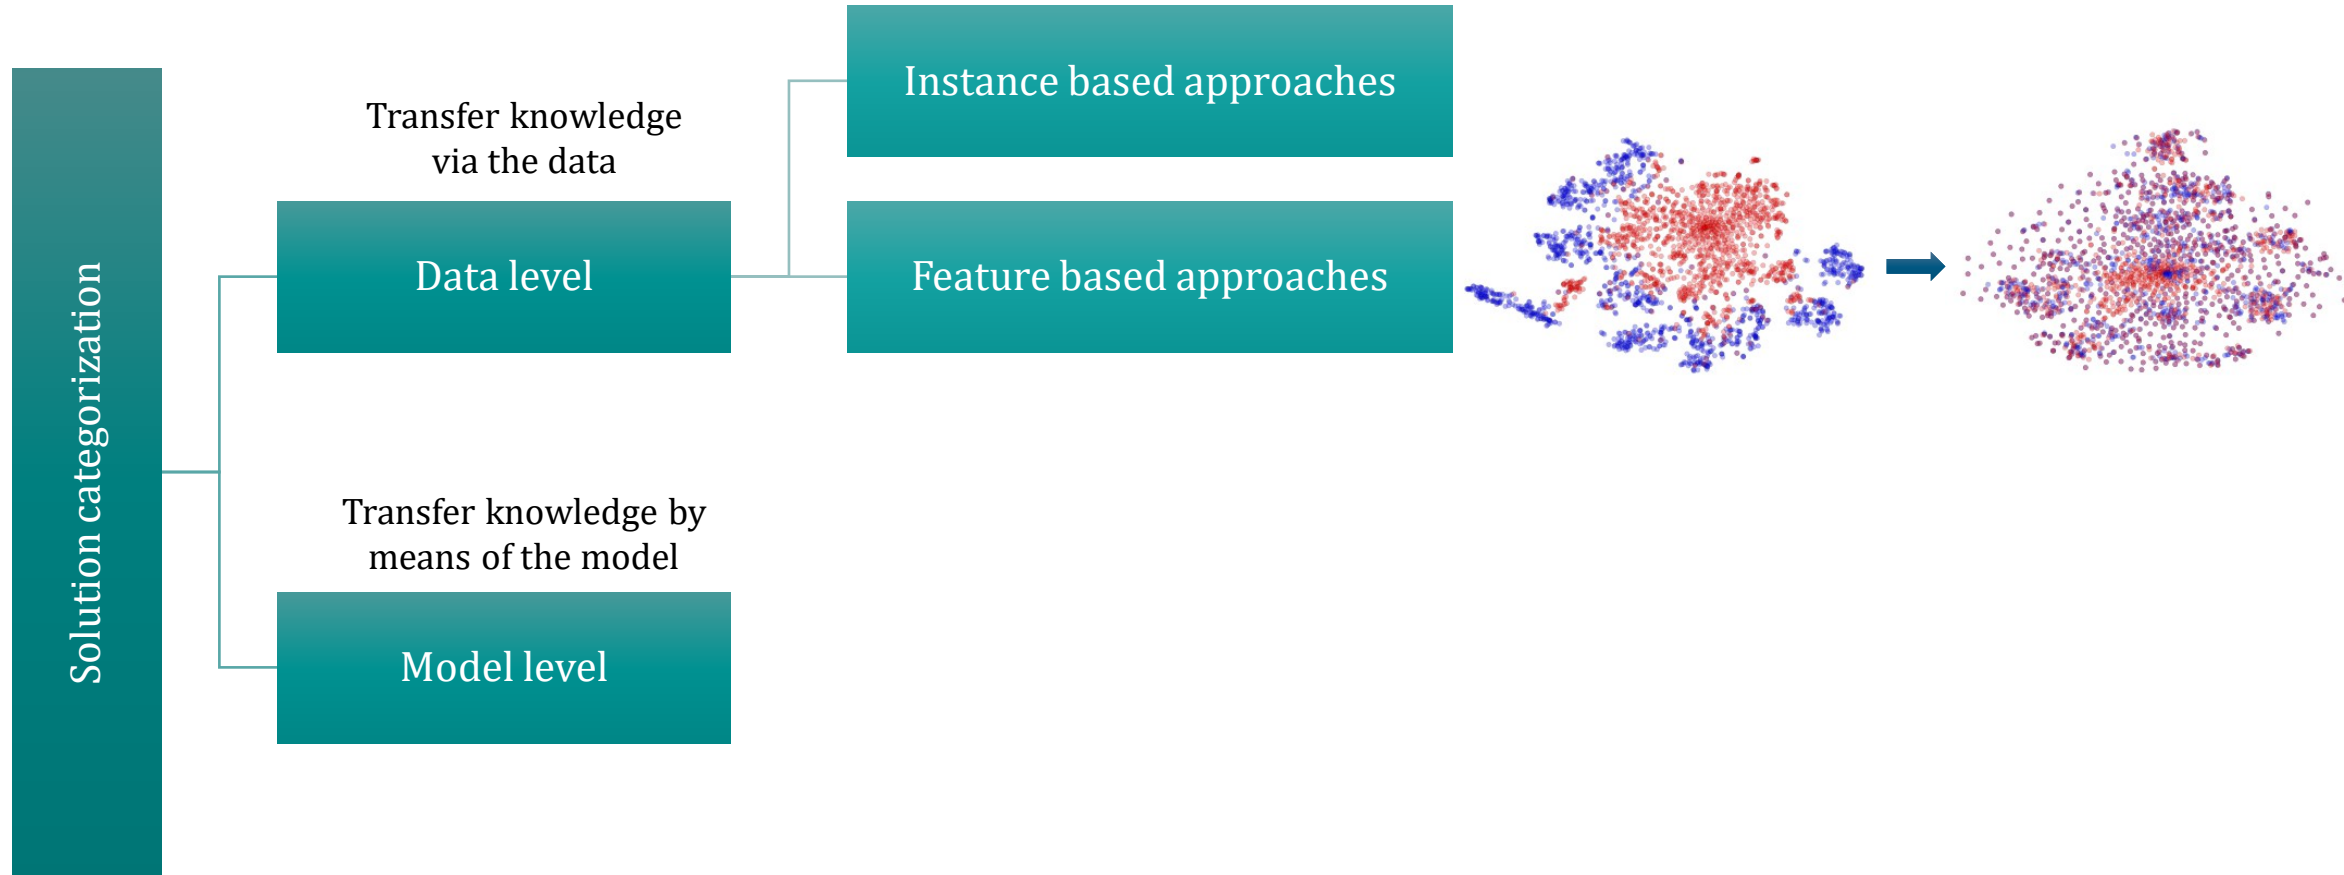 Solution categorization
Transfer knowledge
via the data
Data level
Instance based approaches
Feature based approaches
Transfer knowledge by
means of the model
Model level